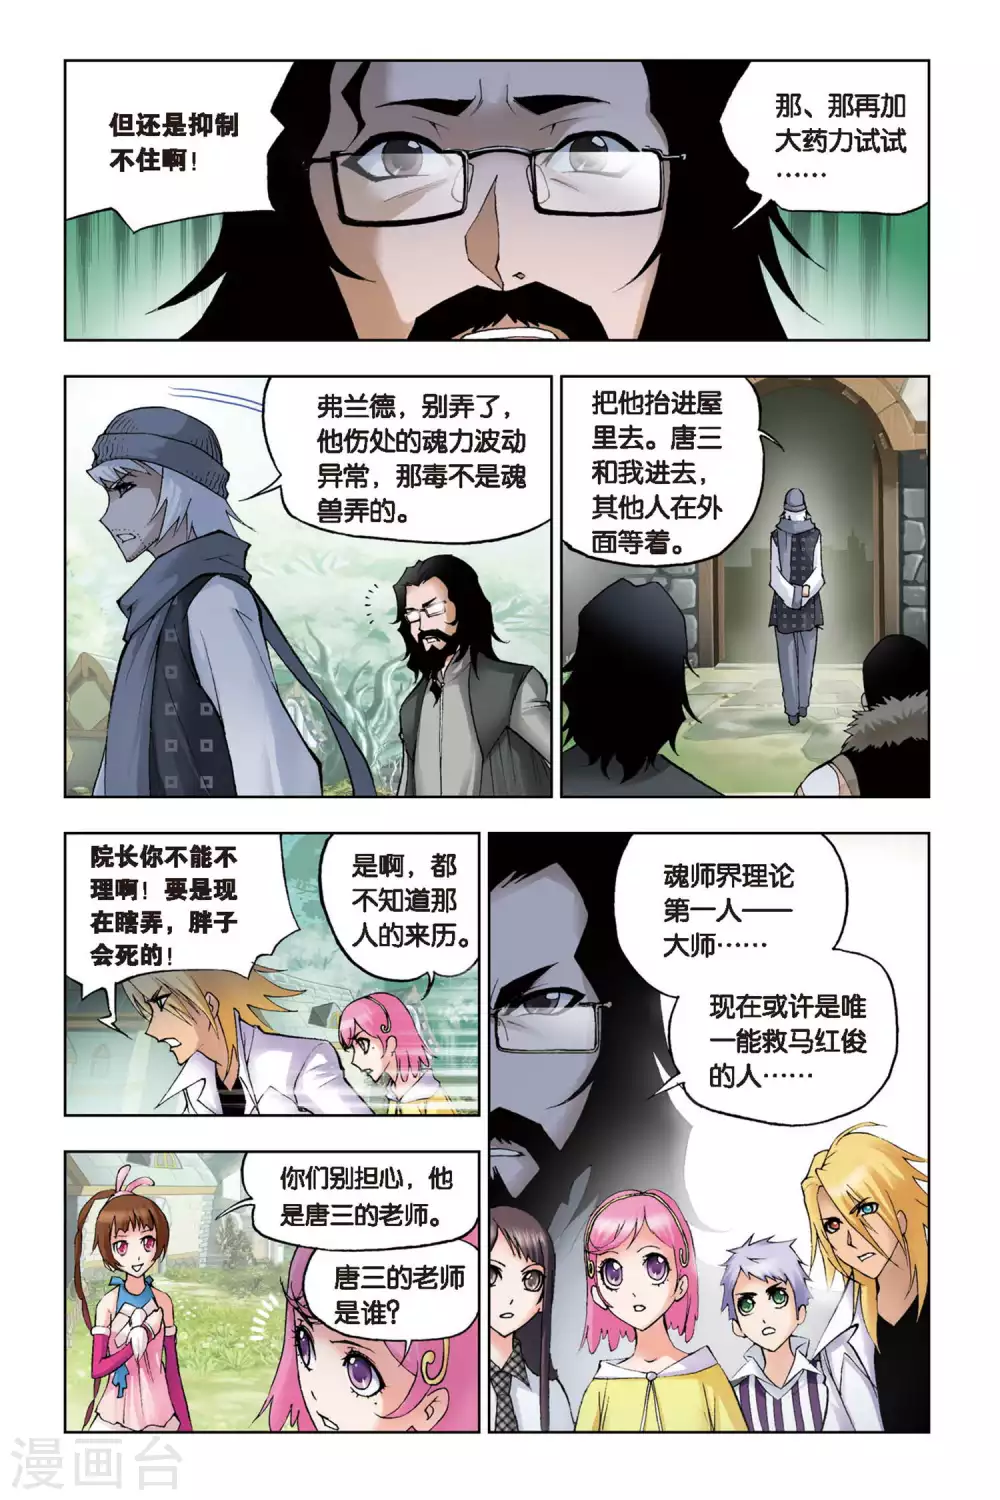 但还是抑制
不住啊！
那、那再加
大药力试试
……
弗兰德，别弄了，
他伤处的魂力波动
异常，那毒不是魂
兽弄的。
把他抬进屋
里去。唐三
和我进去，
其他人在外
面等着。
院长你不能不
理啊！要是现
在瞎弄，胖子
会死的！
是啊，都
不知道那
人的来历。
魂师界理论
第一人——
大师……
现在或许是唯
一能救马红俊
的人……
你们别担心，他
是唐三的老师。
唐三的老师
是谁？
漫画台